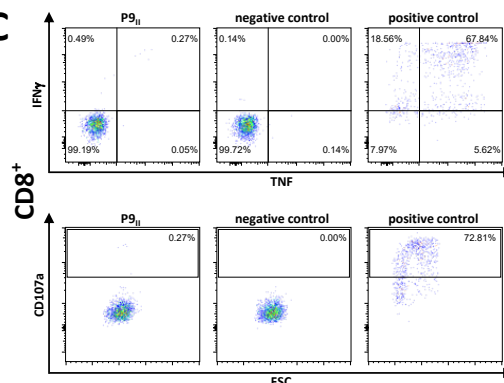 P9II negative control positive control
0.49% 0.27% 0.14% 0.00% 18.56% 67.84%
IFNγ
99.19% 0.05% 99.72% 0.14% 7.97% 5.62%
TNF
CD8+
P9II negative control positive control
0.27% 0.00% 72.81%
CD107a
FSC